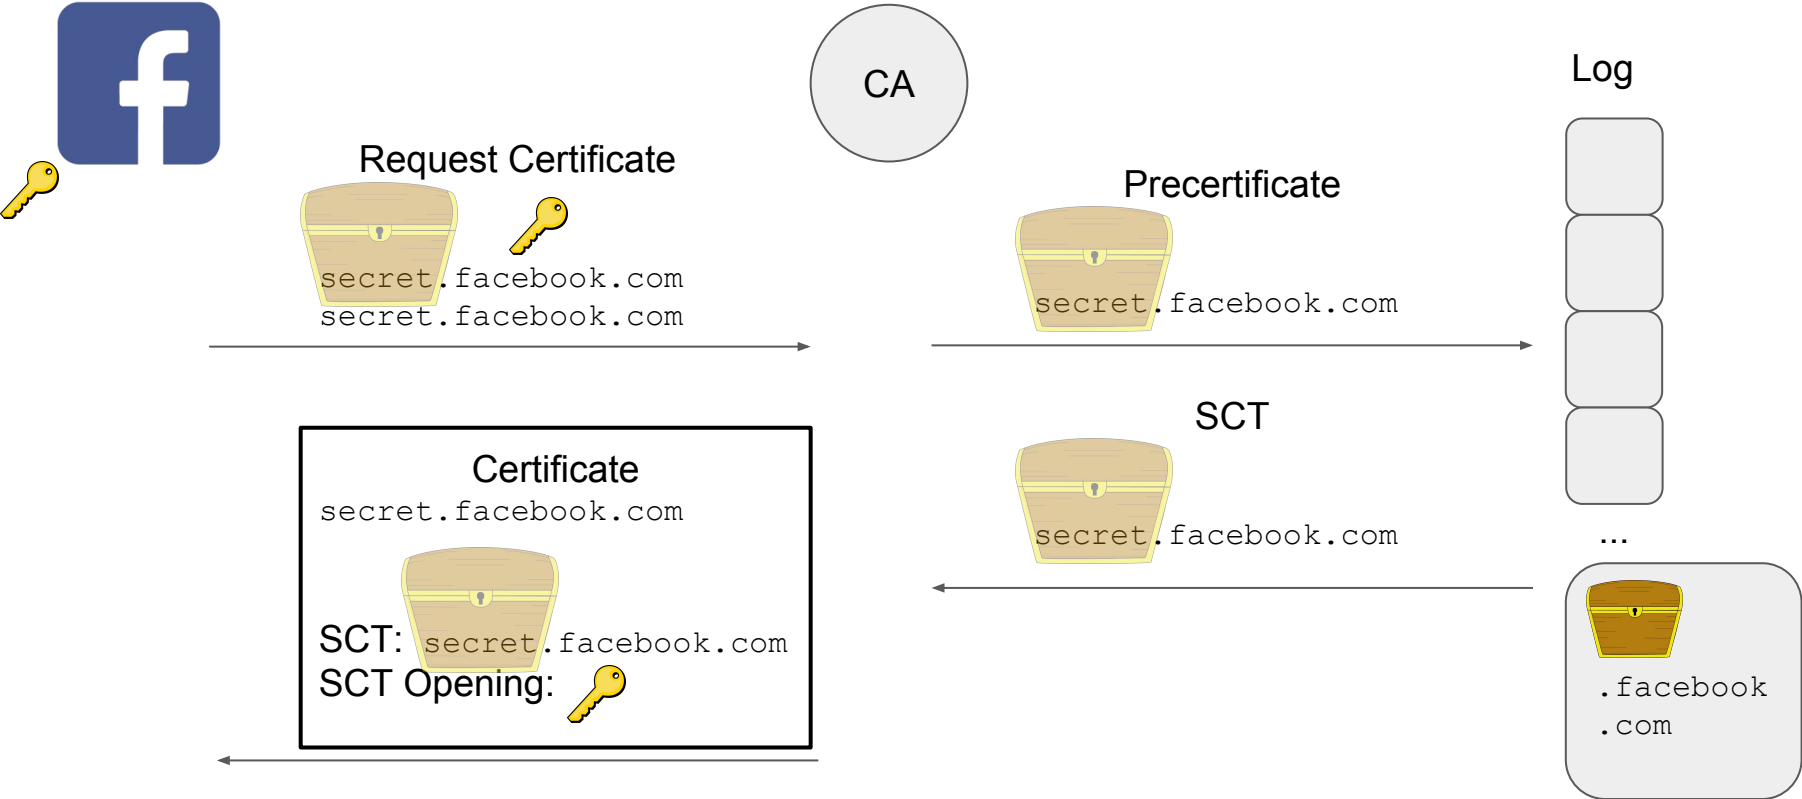 CA
Log
Request Certificate
secret.facebook.com
secret.facebook.com
Precertificate
secret.facebook.com
SCT
secret.facebook.com
Certificate
secret.facebook.com
SCT: secret.facebook.com
SCT Opening:
...
.facebook
.com